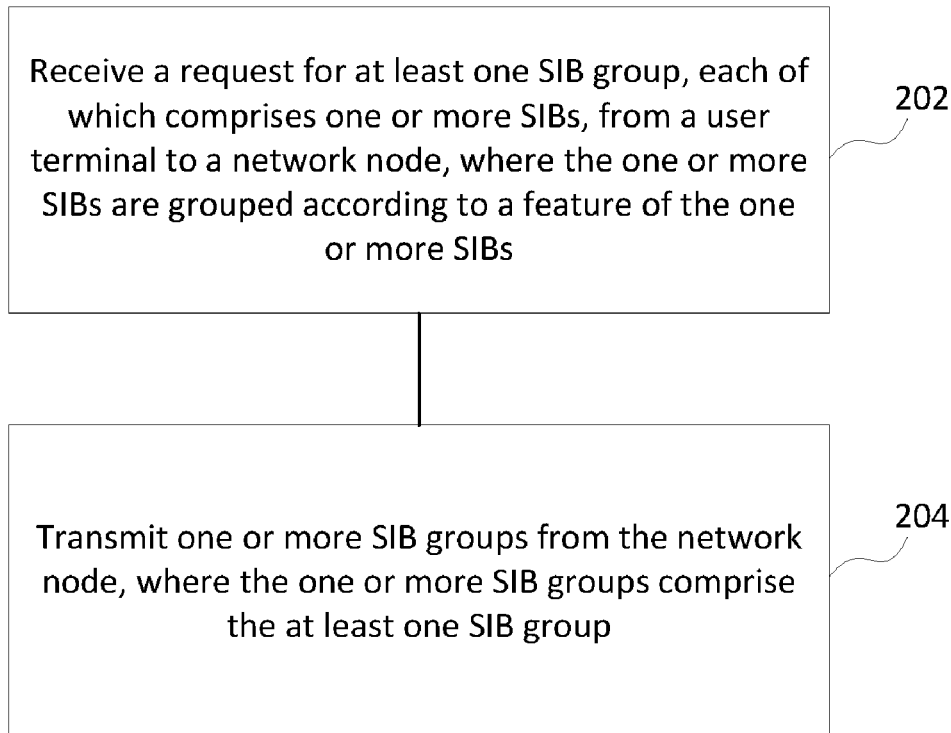 Receive a request for at least one SIB group, each of
which comprises one or more SIBs, from a user
terminal to a network node, where the one or more
SIBs are grouped according to a feature of the one
or more SIBs
202
Transmit one or more SIB groups from the network
node, where the one or more SIB groups comprise
the at least one SIB group
204